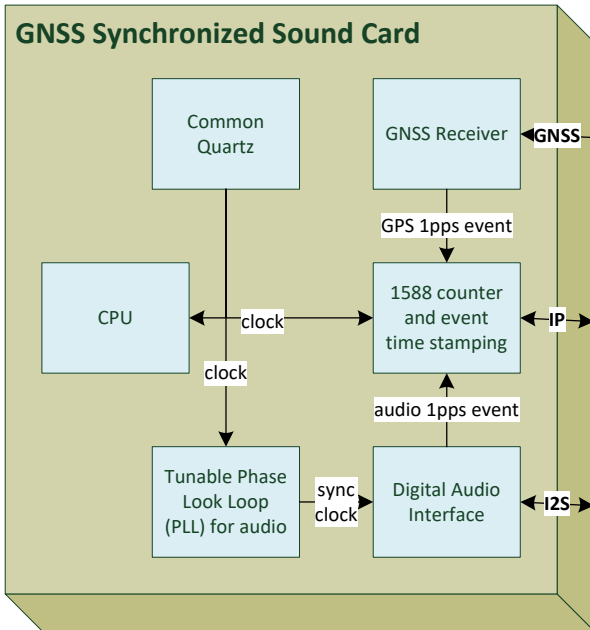 GNSS Synchronized Sound Card
Common
Quartz
GNSS Receiver
GNSS
GPS 1pps event
CPU
clock
1588 counter
and event
time stamping
IP
clock
audio 1pps event
Tunable Phase
Look Loop
(PLL) for audio
sync
clock
Digital Audio
Interface
I2S